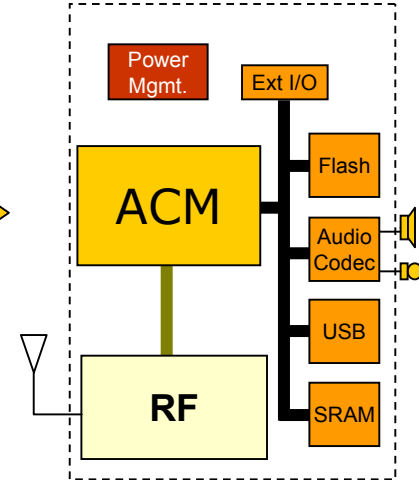 Power
Mgmt.
Ext I/O
Flash
ACM
Audio
Codec
USB
RF
SRAM